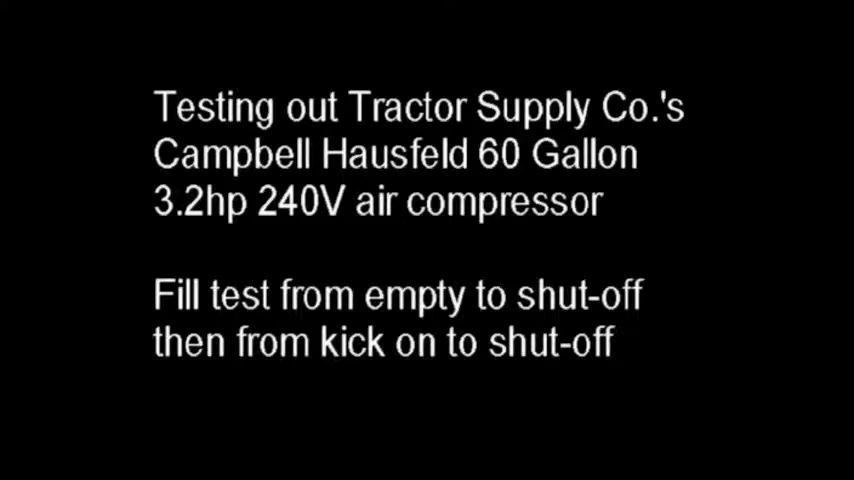 Testing out Tractor Supply Co.'s
Campbell Hausfeld 60 Gallon
3.2hp 240V air compressor
Fill test from empty to shut-off
then from kick on to shut-off